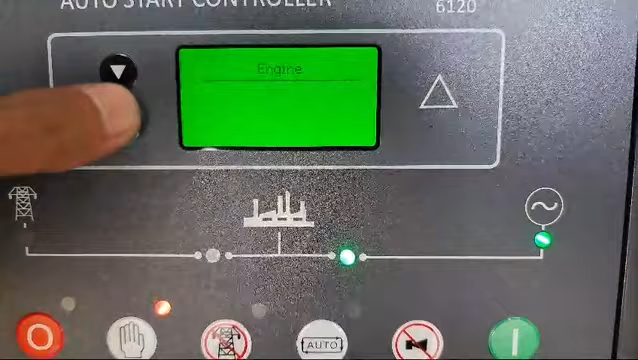 AUTO START CONTROLLER
6120
Engine
O
AUTO
I